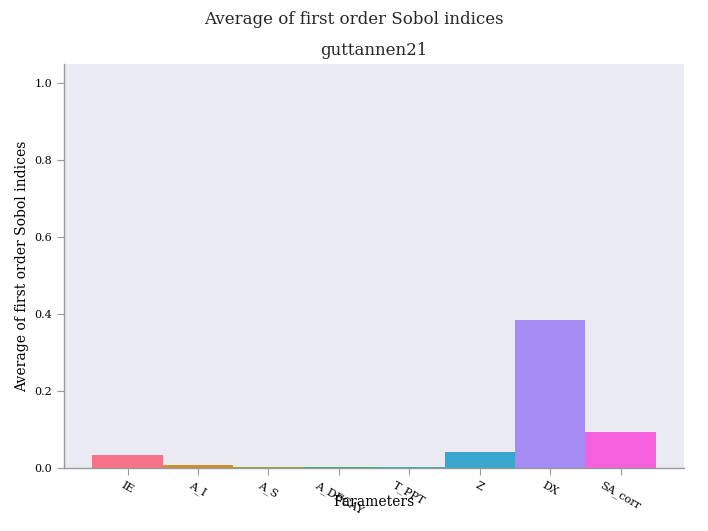 Average of first order Sobol indices
guttannen21
Average of first order Sobol indices
1.0
0.8
0.6
0.4
0.2
0.0
IE
A_I
A_S
A_DECAY
T_PPT
Z
DX
SA_corr
Parameters